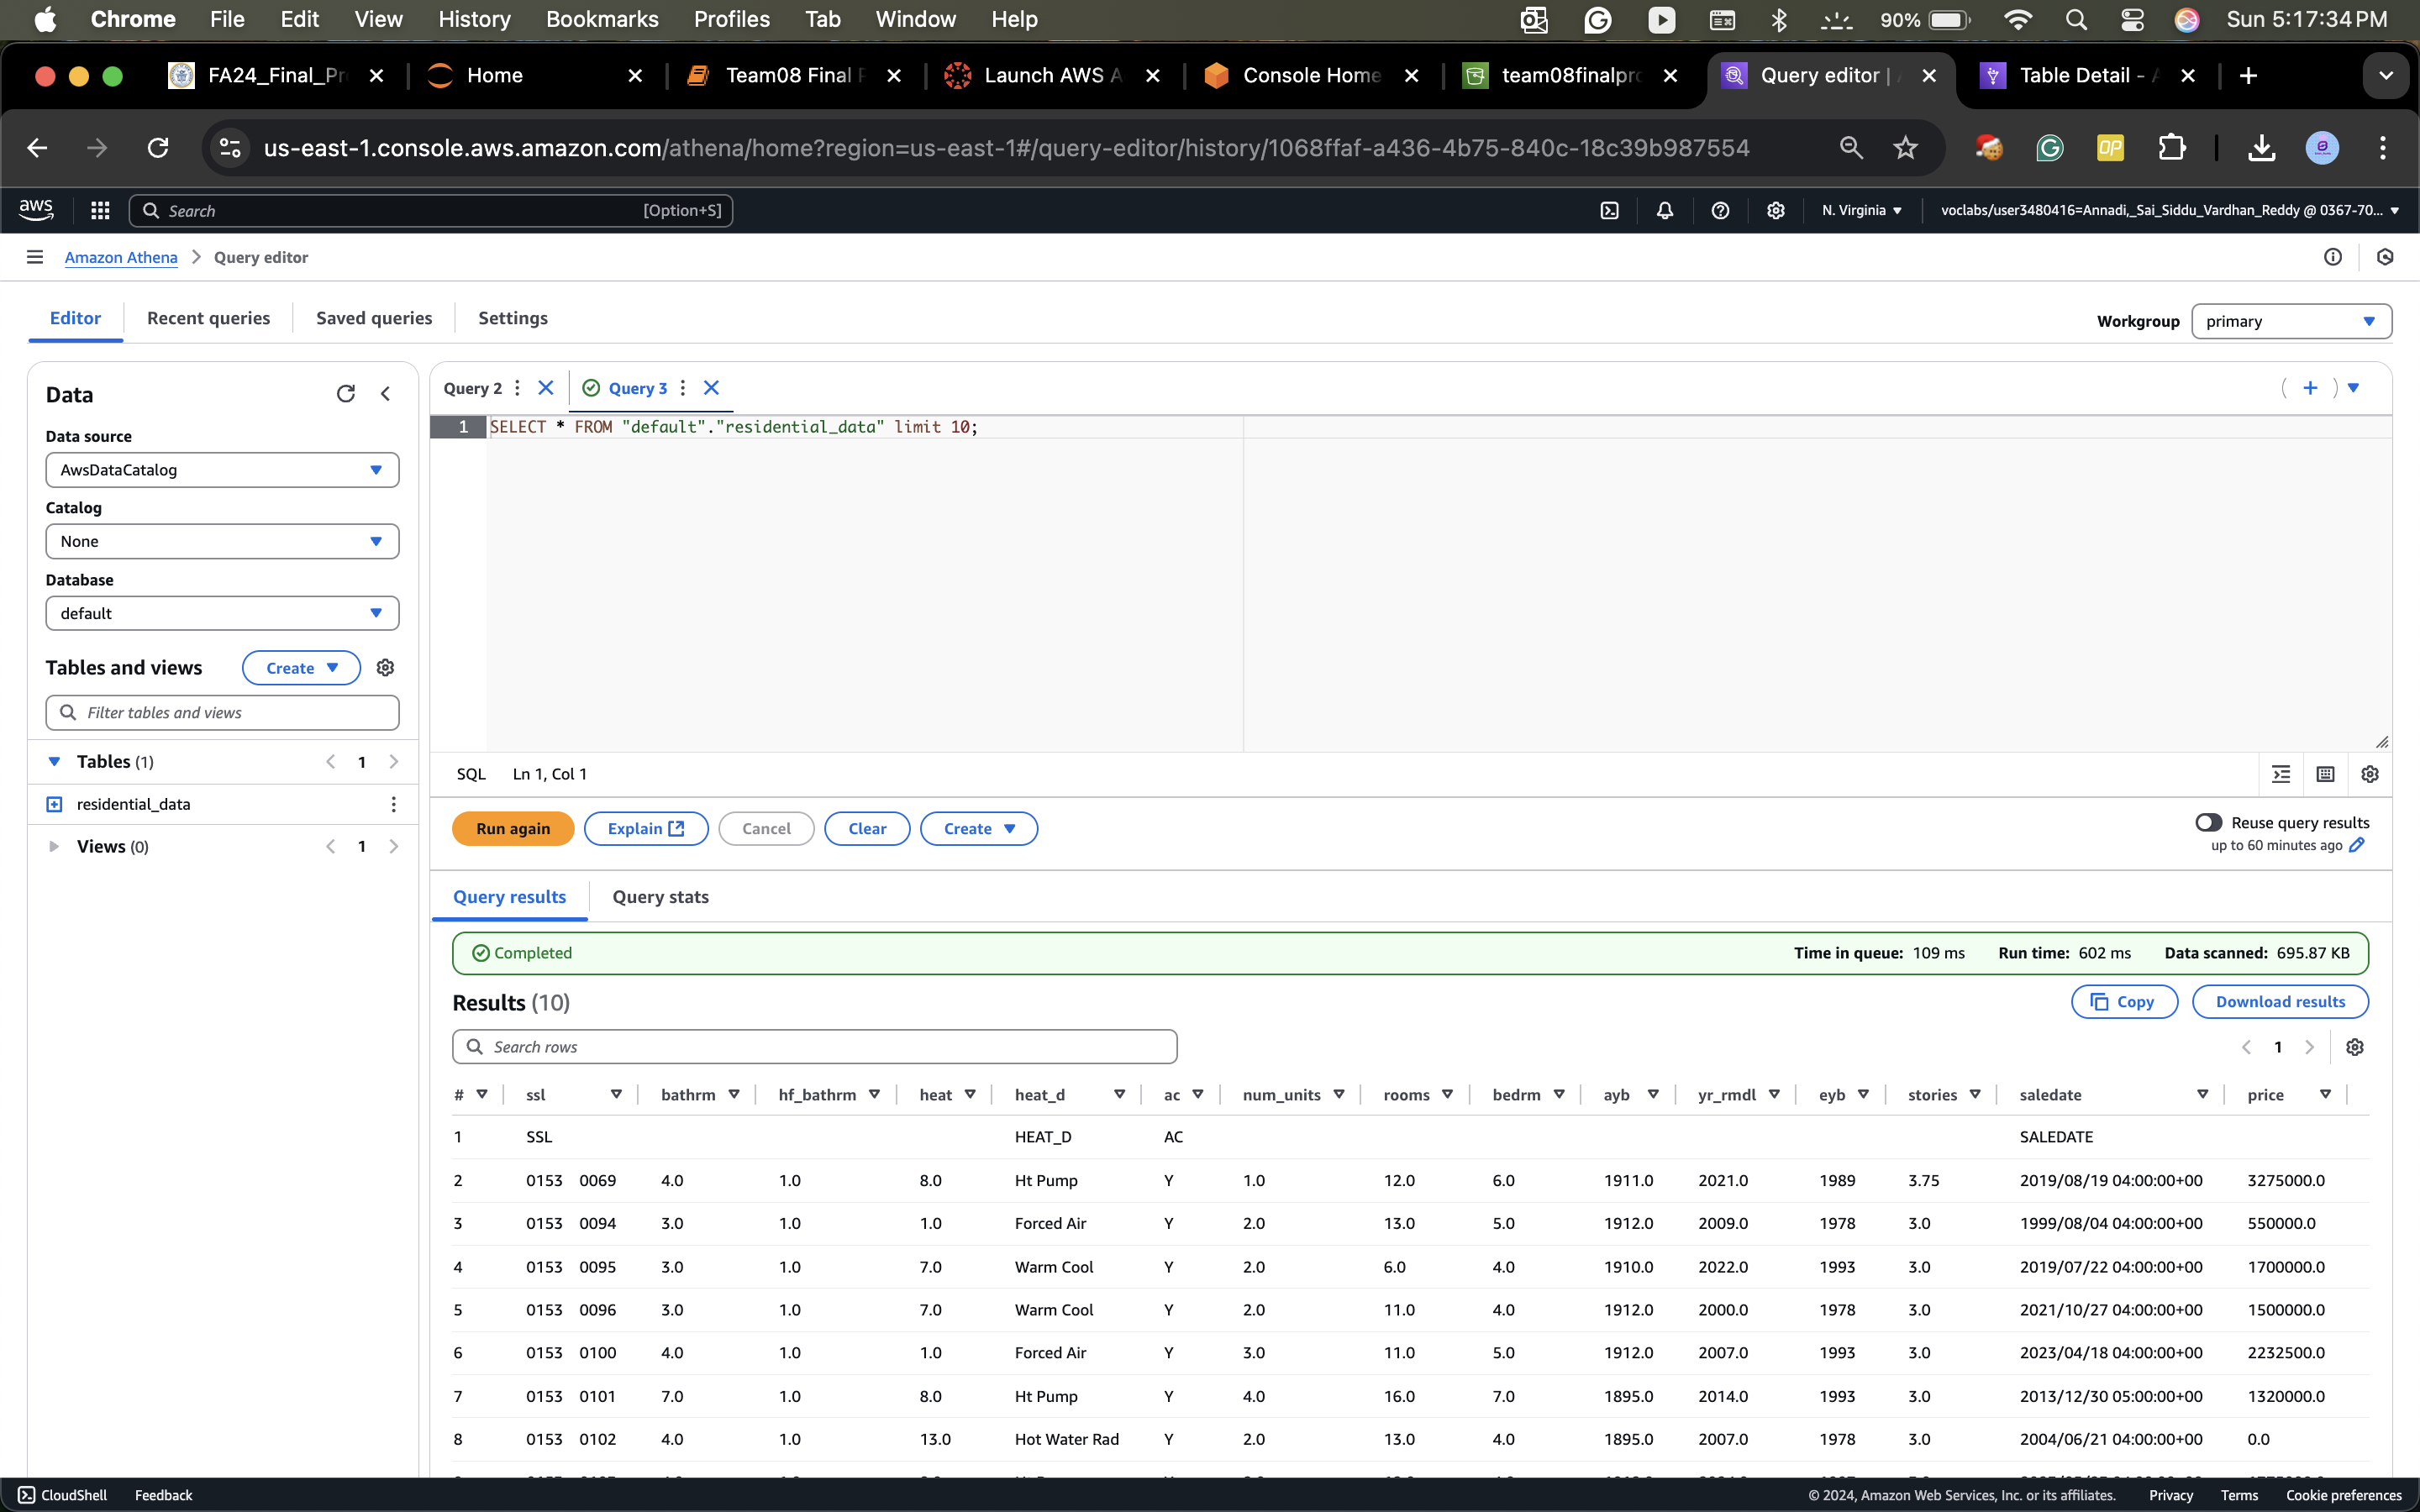 Chrome File Edit View History Bookmarks Profiles Tab Window Help 90% Sun 5:17:34 PM
FA24_Final_Pr Home Team08 Final Launch AWS A Console Home team08finalpro Query editor | Table Detail -
us-east-1.console.aws.amazon.com/athena/home?region=us-east-1#/query-editor/history/1068ffaf-a436-4b75-840c-18c39b987554
aws Search [Option+S] N. Virginia voclabs/user3480416=Annadi,_Sai_Siddu_Vardhan_Reddy @ 0367-70...
Amazon Athena Query editor
Editor Recent queries Saved queries Settings Workgroup primary
Data
Data source
AwsDataCatalog
Catalog
None
Database
default
Tables and views Create
Filter tables and views
Tables (1) 1
residential_data
Views (0) 1
Query 2 Query 3
1 SELECT * FROM "default"."residential_data" limit 10;
SQL Ln 1, Col 1
Run again Explain Cancel Clear Create
Reuse query results
up to 60 minutes ago
Query results Query stats
Completed Time in queue: 109 ms Run time: 602 ms Data scanned: 695.87 KB
Results (10) Copy Download results
Search rows 1
# ssl bathrm hf_bathrm heat heat_d ac num_units rooms bedrm ayb yr_rmdl eyb stories saledate price
1 SSL HEAT_D AC SALEDATE
2 0153 0069 4.0 1.0 8.0 Ht Pump Y 1.0 12.0 6.0 1911.0 2021.0 1989 3.75 2019/08/19 04:00:00+00 3275000.0
3 0153 0094 3.0 1.0 1.0 Forced Air Y 2.0 13.0 5.0 1912.0 2009.0 1978 3.0 1999/08/04 04:00:00+00 550000.0
4 0153 0095 3.0 1.0 7.0 Warm Cool Y 2.0 6.0 4.0 1910.0 2022.0 1993 3.0 2019/07/22 04:00:00+00 1700000.0
5 0153 0096 3.0 1.0 7.0 Warm Cool Y 2.0 11.0 4.0 1912.0 2000.0 1978 3.0 2021/10/27 04:00:00+00 1500000.0
6 0153 0100 4.0 1.0 1.0 Forced Air Y 3.0 11.0 5.0 1912.0 2007.0 1993 3.0 2023/04/18 04:00:00+00 2232500.0
7 0153 0101 7.0 1.0 8.0 Ht Pump Y 4.0 16.0 7.0 1895.0 2014.0 1993 3.0 2013/12/30 05:00:00+00 1320000.0
8 0153 0102 4.0 1.0 13.0 Hot Water Rad Y 2.0 13.0 4.0 1895.0 2007.0 1978 3.0 2004/06/21 04:00:00+00 0.0
CloudShell Feedback © 2024, Amazon Web Services, Inc. or its affiliates. Privacy Terms Cookie preferences